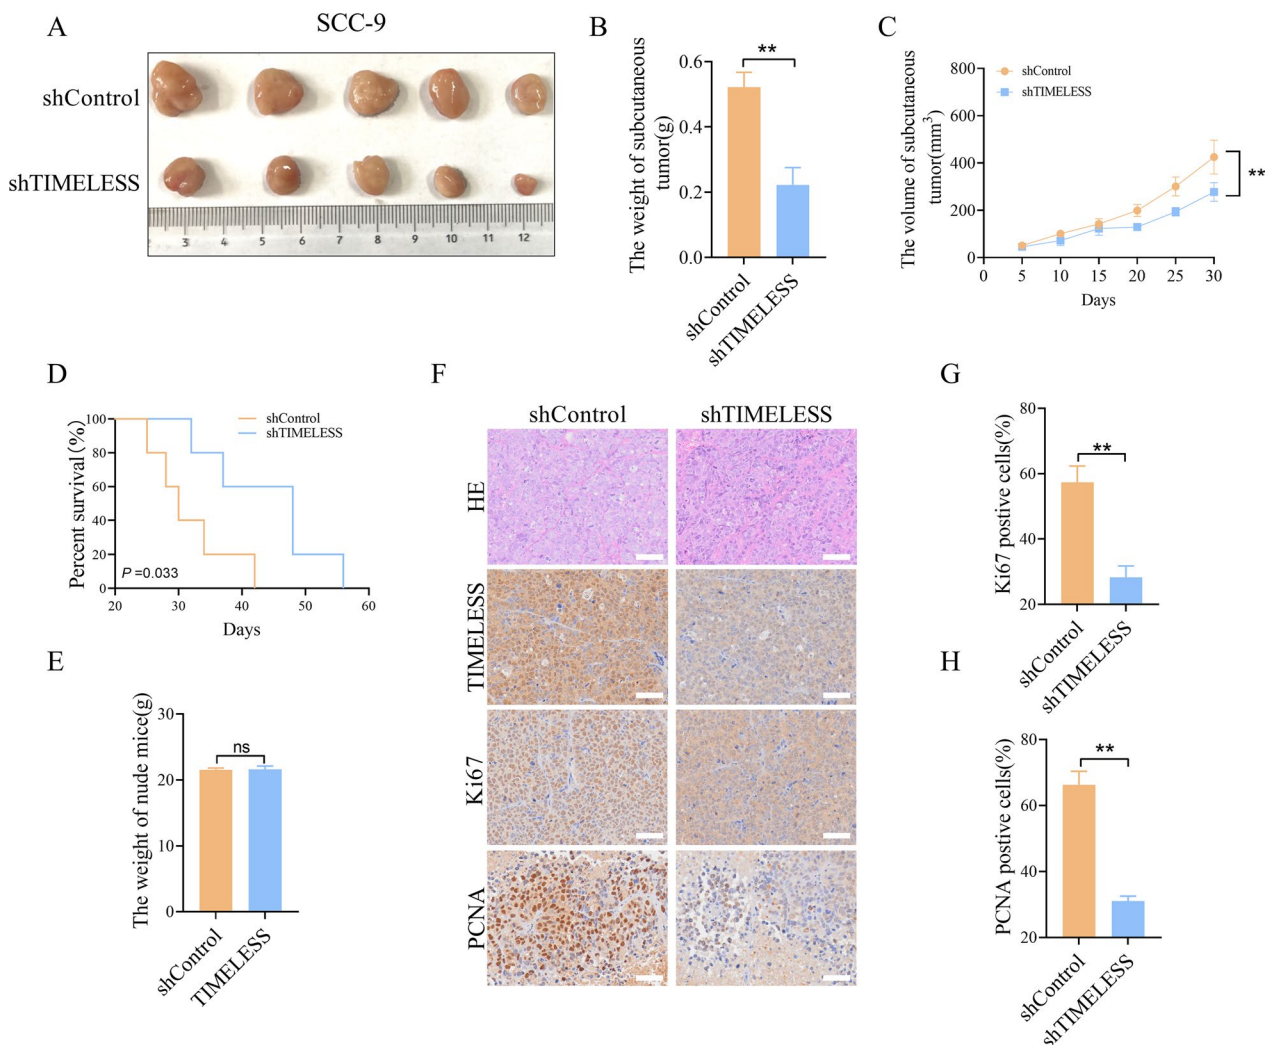 A
SCC-9
shControl
shTIMELESS
3 4 5 6 7 8 9 10 11 12
B
The weight of subcutaneous
tumor(g)
0.6
0.4
0.2
0.0
**
shControl
shTIMELESS
C
The volume of subcutaneous
tumor(mm3)
800
600
400
200
0
shControl
shTIMELESS
**
0 5 10 15 20 25 30
Days
D
Percent survival(%)
100
80
60
40
20
0
shControl
shTIMELESS
P =0.033
20 30 40 50 60
Days
E
The weight of nude mice(g)
30
20
10
0
ns
shControl
TIMELESS
F
shControl shTIMELESS
HE
TIMELESS
Ki67
PCNA
G
Ki67 postive cells(%)
80
60
40
20
**
shControl
shTIMELESS
H
PCNA postive cells(%)
80
60
40
20
**
shControl
shTIMELESS